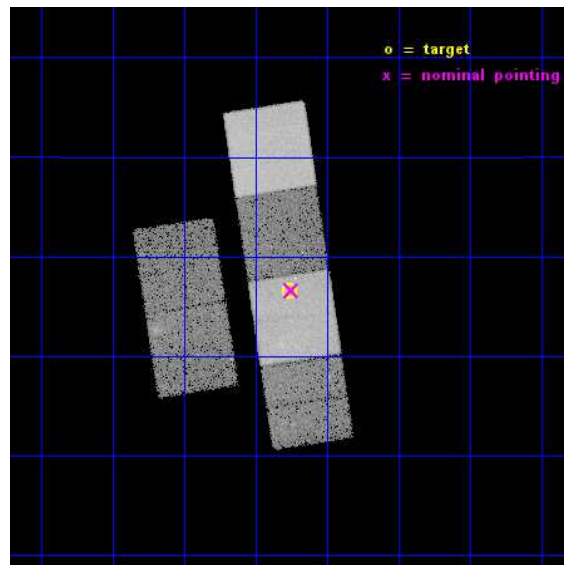 o = target
x = nominal pointing